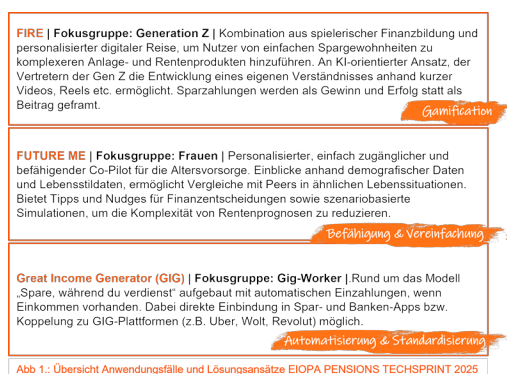 FIRE | Fokusgruppe: Generation Z | Kombination aus spielerischer Finanzbildung und
personalisierter digitaler Reise, um Nutzer von einfachen Spargewohnheiten zu
komplexeren Anlage- und Rentenprodukten hinzuführen. An KI-orientierter Ansatz, der
Vertretern der Gen Z die Entwicklung eines eigenen Verständnisses anhand kurzer
Videos, Reels etc. ermöglicht. Sparzahlungen werden als Gewinn und Erfolg statt als
Beitrag geframt.
Gamification
FUTURE ME | Fokusgruppe: Frauen | Personalisierter, einfach zugänglicher und
befähigender Co-Pilot für die Altersvorsorge. Einblicke anhand demografischer Daten
und Lebensstildaten, ermöglicht Vergleiche mit Peers in ähnlichen Lebenssituationen.
Bietet Tipps und Nudges für Finanzentscheidungen sowie szenariobasierte
Simulationen, um die Komplexität von Rentenprognosen zu reduzieren.
Befähigung & Vereinfachung
Great Income Generator (GIG) | Fokusgruppe: Gig-Worker |.Rund um das Modell
„Spare, während du verdienst“ aufgebaut mit automatischen Einzahlungen, wenn
Einkommen vorhanden. Dabei direkte Einbindung in Spar- und Banken-Apps bzw.
Koppelung zu GIG-Plattformen (z.B. Uber, Wolt, Revolut) möglich.
Automatisierung & Standardisierung
Abb 1.: Übersicht Anwendungsfälle und Lösungsansätze EIOPA PENSIONS TECHSPRINT 2025